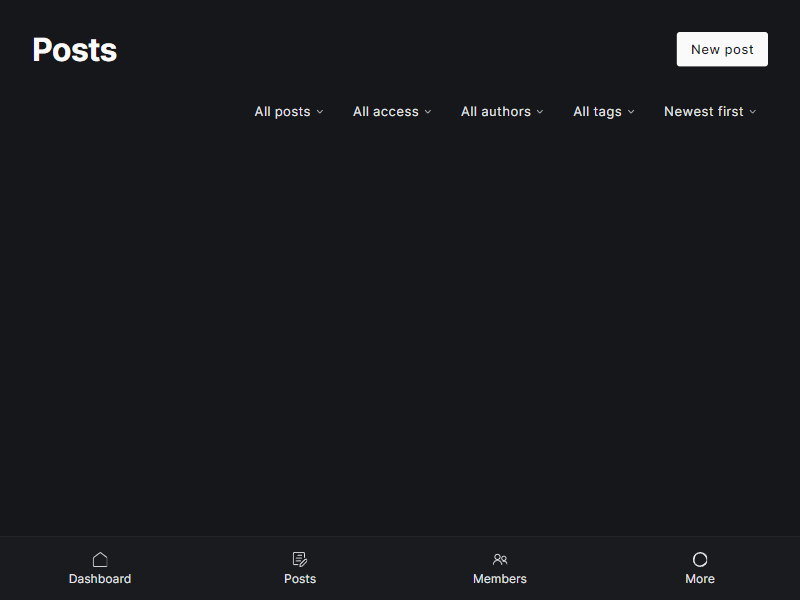 Posts
New post
All posts
All access
All authors
All tags
Newest first
Dashboard
Posts
Members
More